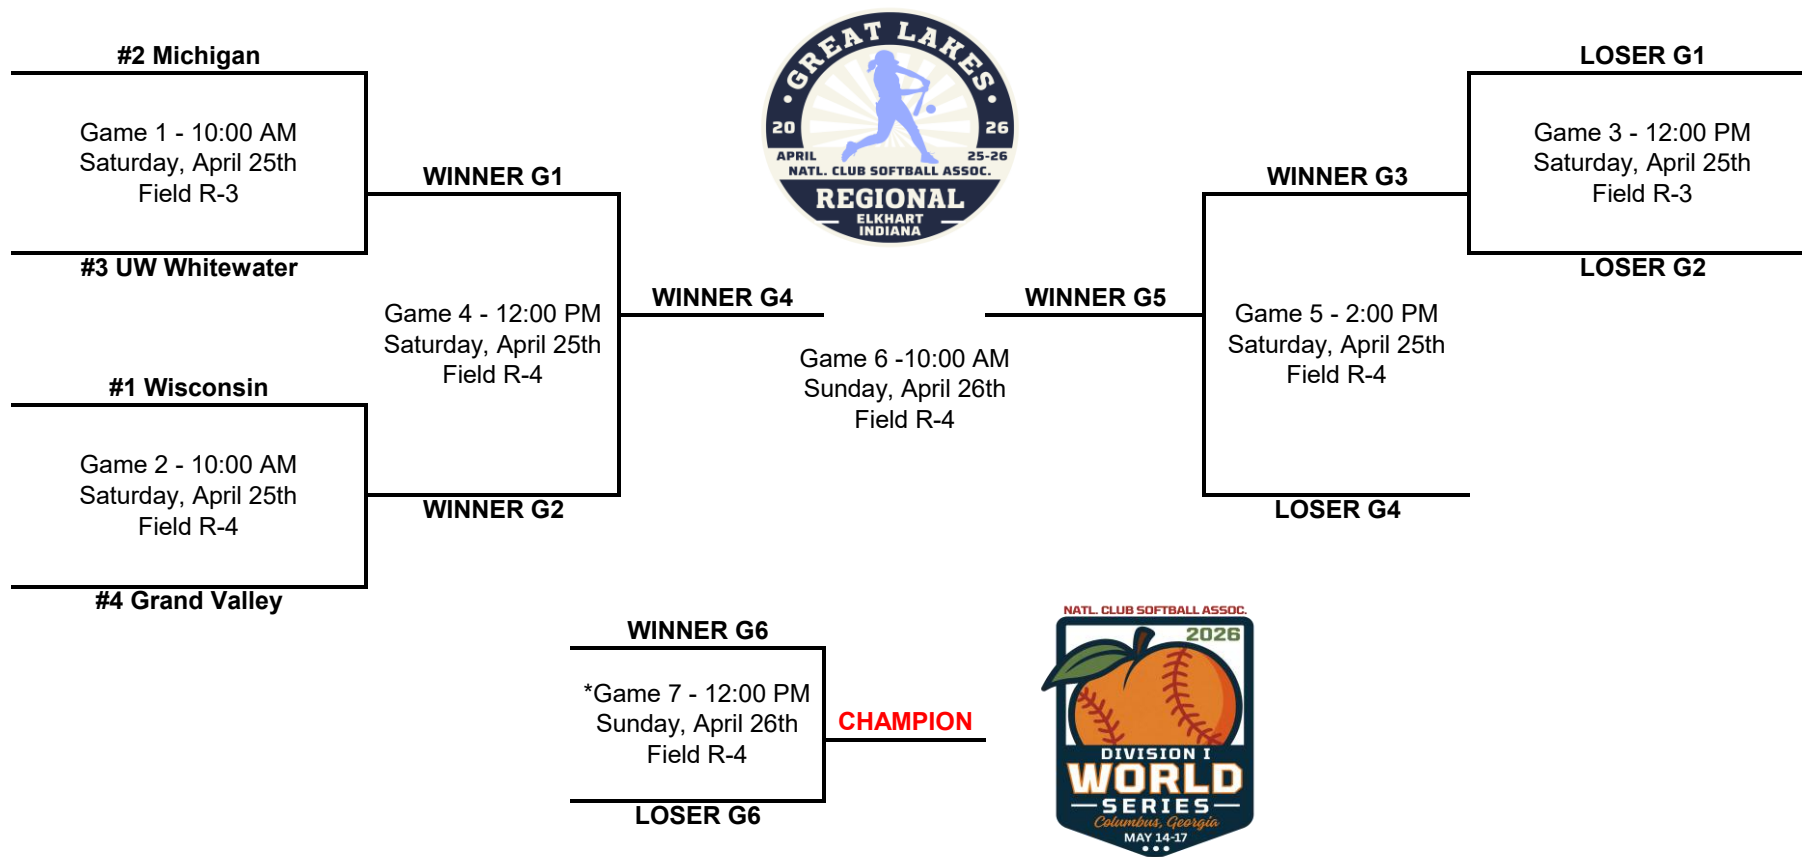 #2 Michigan
Game 1 - 10:00 AM
Saturday, April 25th
Field R-3
#3 UW Whitewater
#1 Wisconsin
Game 2 - 10:00 AM
Saturday, April 25th
Field R-4
#4 Grand Valley
WINNER G1
Game 4 - 12:00 PM
Saturday, April 25th
Field R-4
WINNER G2
WINNER G4
GREAT LAKES
20 26
APRIL 25-26
NATL. CLUB SOFTBALL ASSOC.
REGIONAL
ELKHART
INDIANA
Game 6 -10:00 AM
Sunday, April 26th
Field R-4
WINNER G5
WINNER G3
Game 5 - 2:00 PM
Saturday, April 25th
Field R-4
LOSER G4
LOSER G1
Game 3 - 12:00 PM
Saturday, April 25th
Field R-3
LOSER G2
WINNER G6
*Game 7 - 12:00 PM
Sunday, April 26th
Field R-4
LOSER G6
CHAMPION
NATL. CLUB SOFTBALL ASSOC.
2026
DIVISION I
WORLD
SERIES
Columbus, Georgia
MAY 14-17